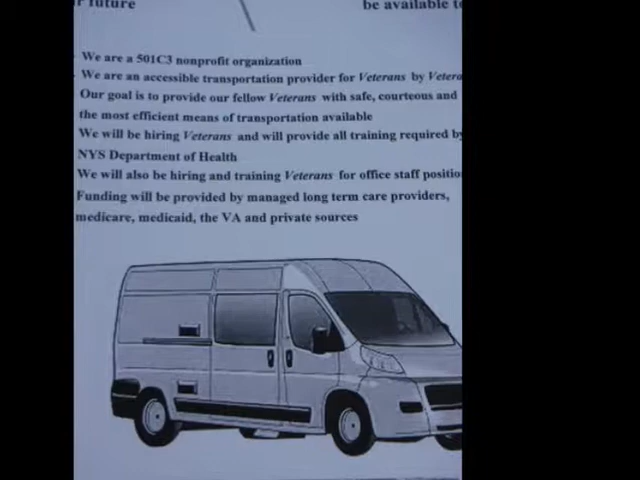 r future
be available to
We are a 501C3 nonprofit organization
We are an accessible transportation provider for Veterans by Vetera
Our goal is to provide our fellow Veterans with safe, courteous and
the most efficient means of transportation available
We will be hiring Veterans and will provide all training required by
NYS Department of Health
We will also be hiring and training Veterans for office staff positio
Funding will be provided by managed long term care providers,
medicare, medicaid, the VA and private sources